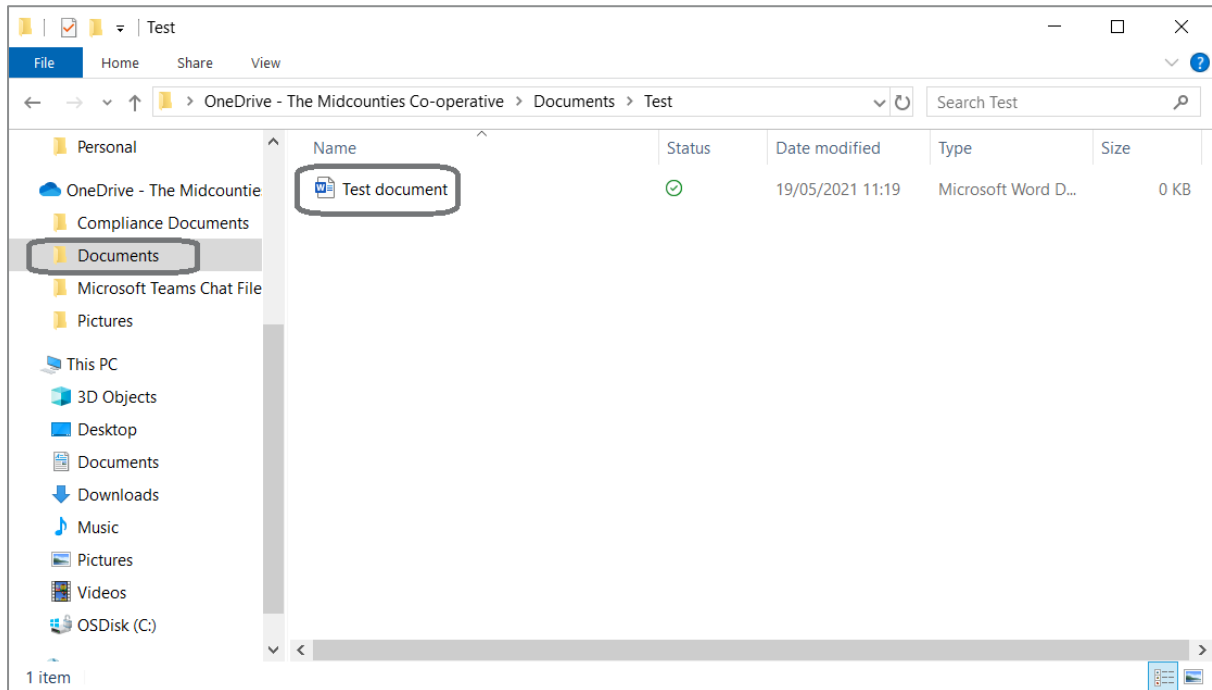 Test
File Home Share View
OneDrive - The Midcounties Co-operative > Documents > Test
Search Test
Name Status Date modified Type Size
Test document 19/05/2021 11:19 Microsoft Word D... 0 KB
Personal
OneDrive - The Midcountie
Compliance Documents
Documents
Microsoft Teams Chat File
Pictures
This PC
3D Objects
Desktop
Documents
Downloads
Music
Pictures
Videos
OSDisk (C:)
1 item